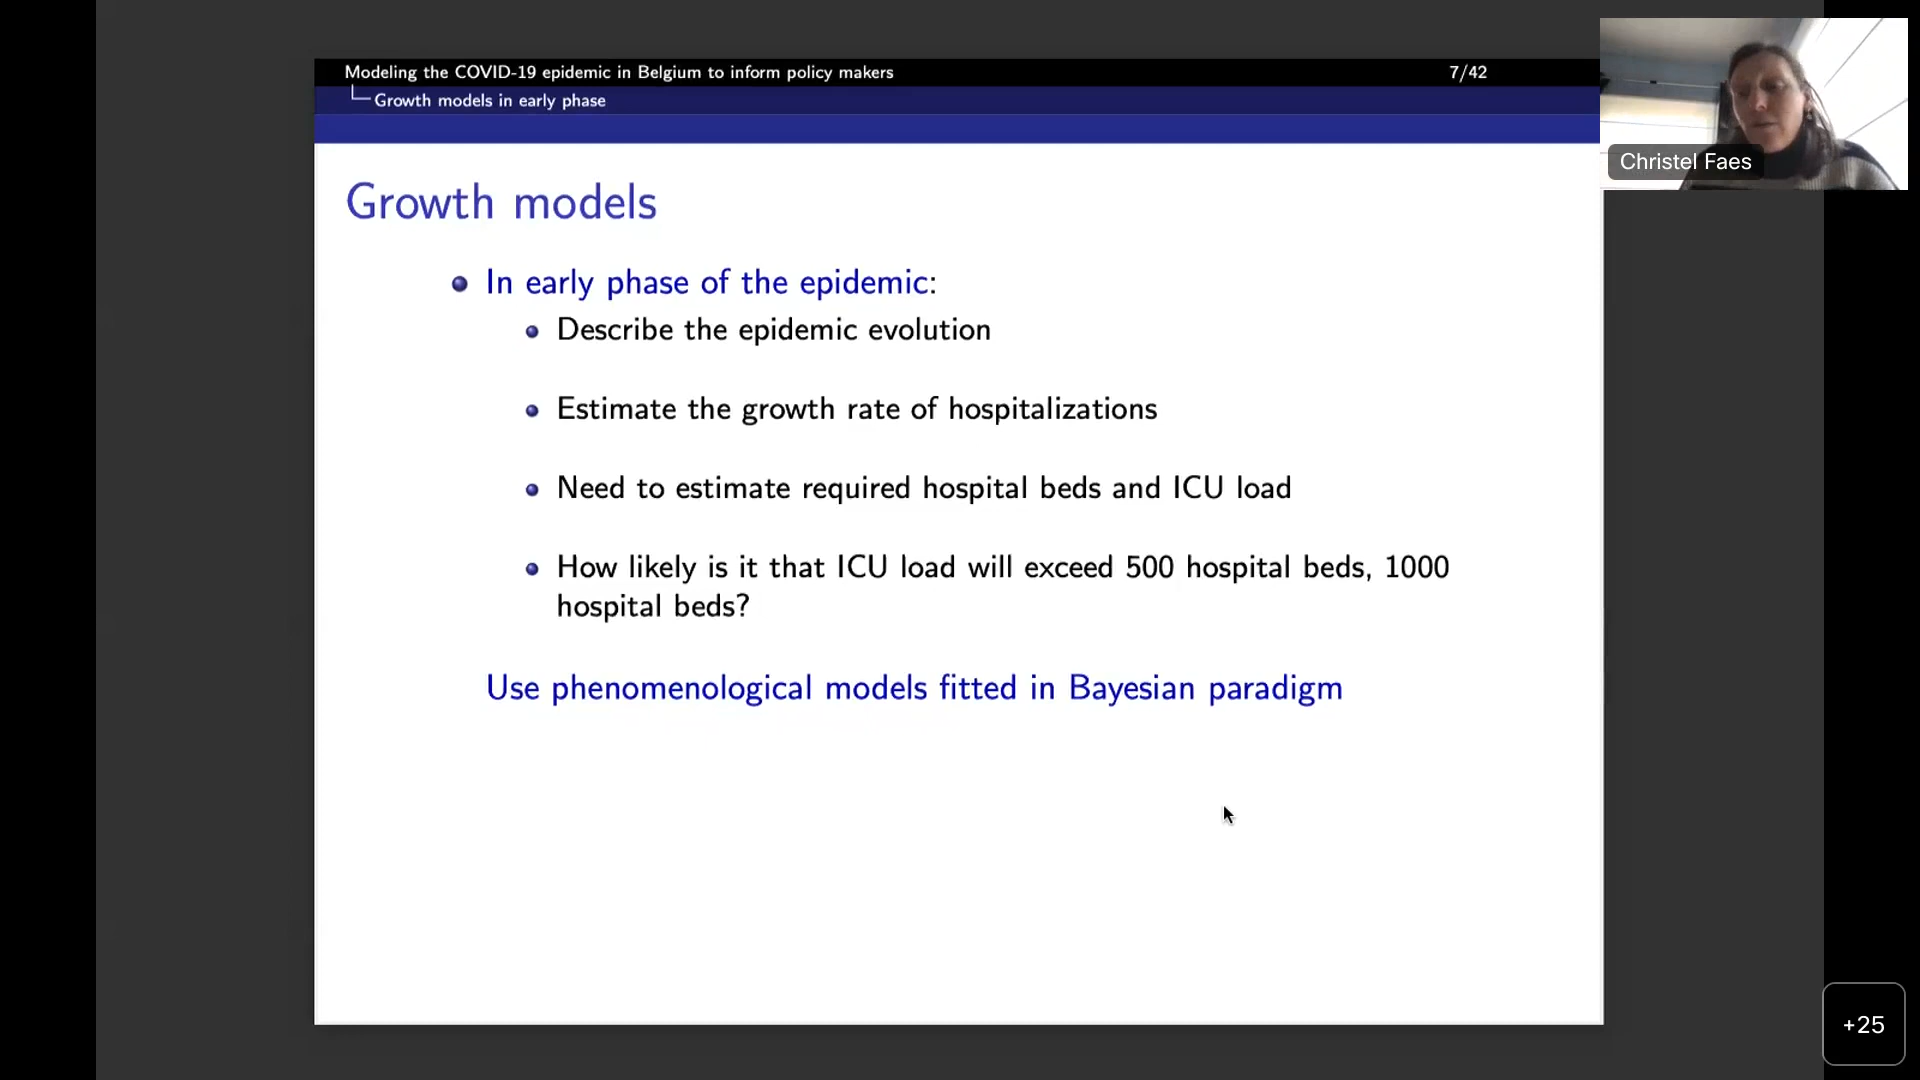 Modeling the COVID-19 epidemic in Belgium to inform policy makers
7/42
Growth models in early phase
Christel Faes
Growth models
In early phase of the epidemic:
Describe the epidemic evolution
Estimate the growth rate of hospitalizations
Need to estimate required hospital beds and ICU load
How likely is it that ICU load will exceed 500 hospital beds, 1000
hospital beds?
Use phenomenological models fitted in Bayesian paradigm
+25